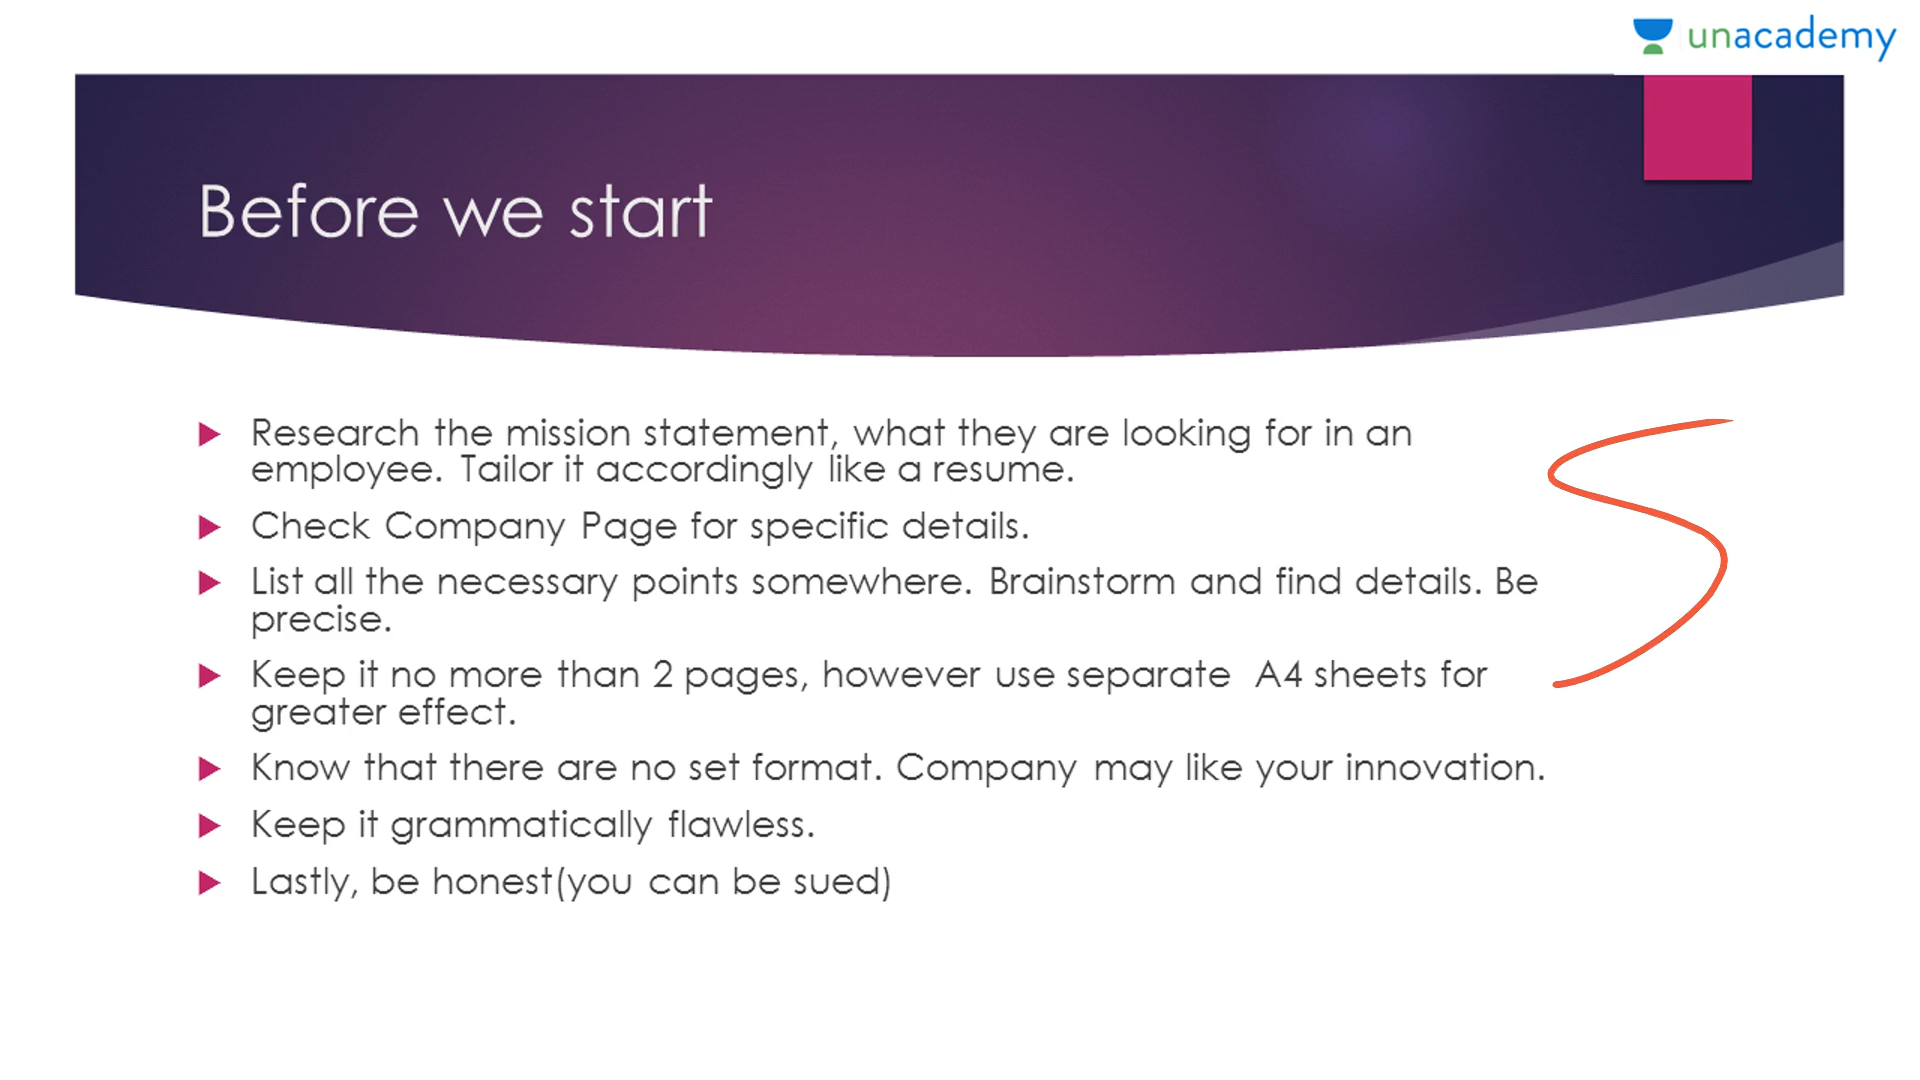 unacademy
Before we start
Research the mission statement, what they are looking for in an
employee. Tailor it accordingly like a resume.
Check Company Page for specific details.
List all the necessary points somewhere. Brainstorm and find details. Be
precise.
Keep it no more than 2 pages, however use separate A4 sheets for
greater effect.
Know that there are no set format. Company may like your innovation.
Keep it grammatically flawless.
Lastly, be honest(you can be sued)